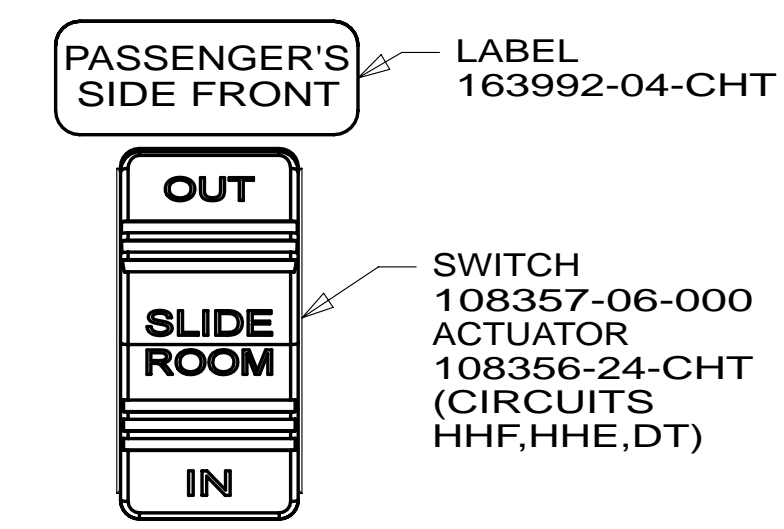 PASSENGER'S
SIDE FRONT
LABEL
163992-04-CHT
OUT
SLIDE
ROOM
IN
SWITCH
108357-06-000
ACTUATOR
108356-24-CHT
(CIRCUITS
HHF,HHE,DT)